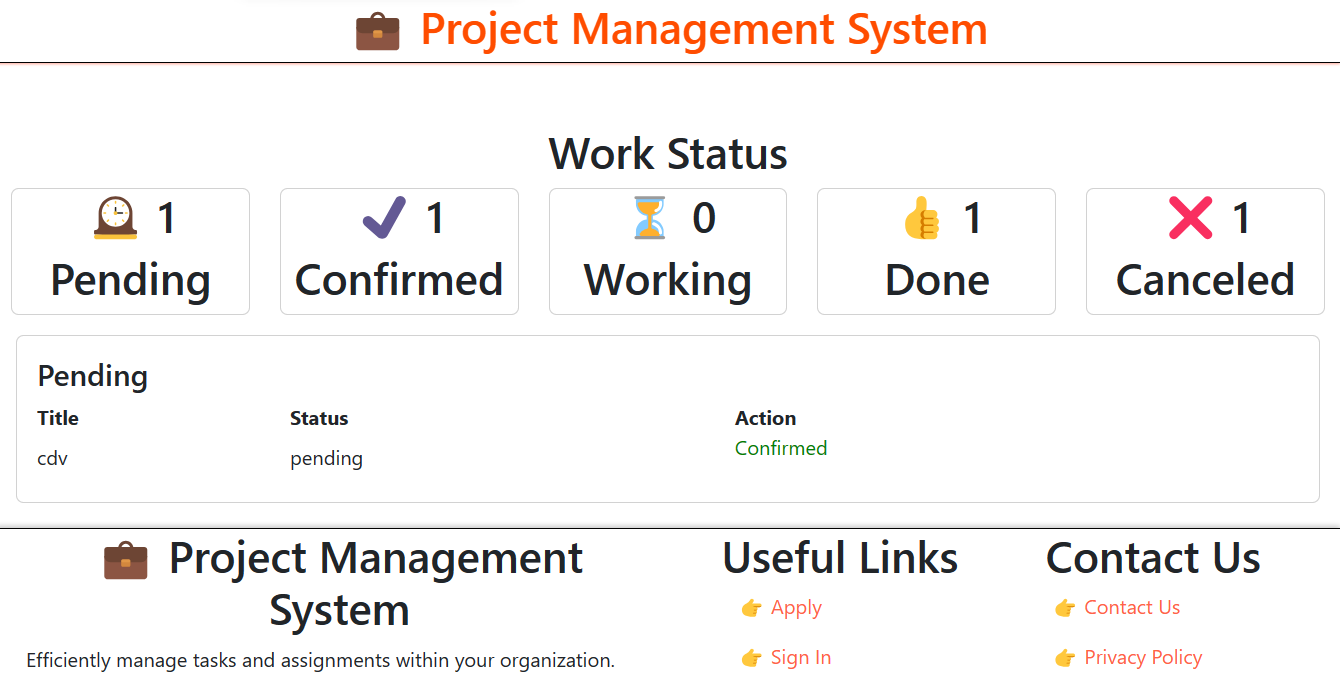 Project Management System
Work Status
1
Pending
1
Confirmed
0
Working
1
Done
1
Canceled
Pending
Title Status Action
cdv pending Confirmed
Project Management
System
Efficiently manage tasks and assignments within your organization.
Useful Links
Apply
Sign In
Contact Us
Contact Us
Privacy Policy